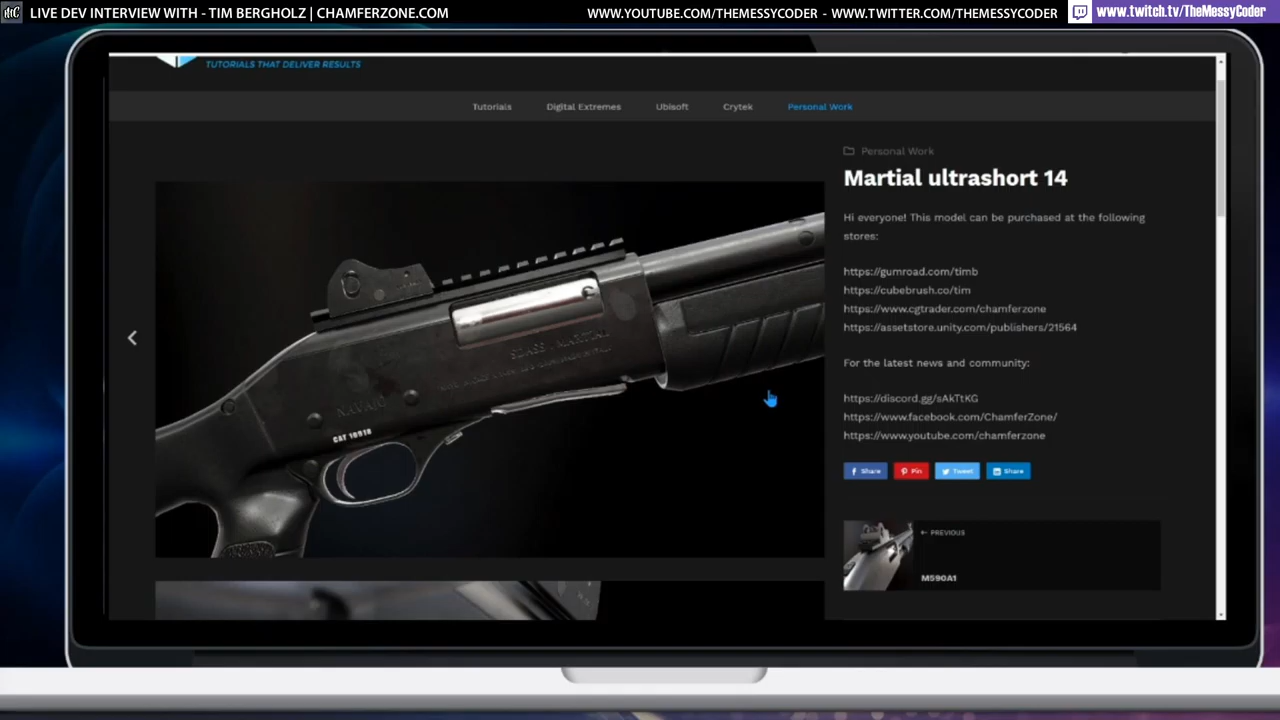 LIVE DEV INTERVIEW WITH - TIM BERGHOLZ | CHAMFERZONE.COM
WWW.YOUTUBE.COM/THEMESSYCODER - WWW.TWITTER.COM/THEMESSYCODER
www.twitch.tv/TheMessyCoder
TUTORIALS THAT DELIVER RESULTS
Tutorials
Digital Extremes
Ubisoft
Crytek
Personal Work
Personal Work
Martial ultrashort 14
Hi everyone! This model can be purchased at the following
stores:
https://gumroad.com/timb
https://cubebrush.co/tim
https://www.cgtrader.com/chamferzone
https://assetstore.unity.com/publishers/21564
For the latest news and community:
https://discord.gg/sAkTtKG
https://www.facebook.com/ChamferZone/
https://www.youtube.com/chamferzone
Share
Pin
Tweet
Share
← PREVIOUS
M590A1
NAVAJO
CAT 16918